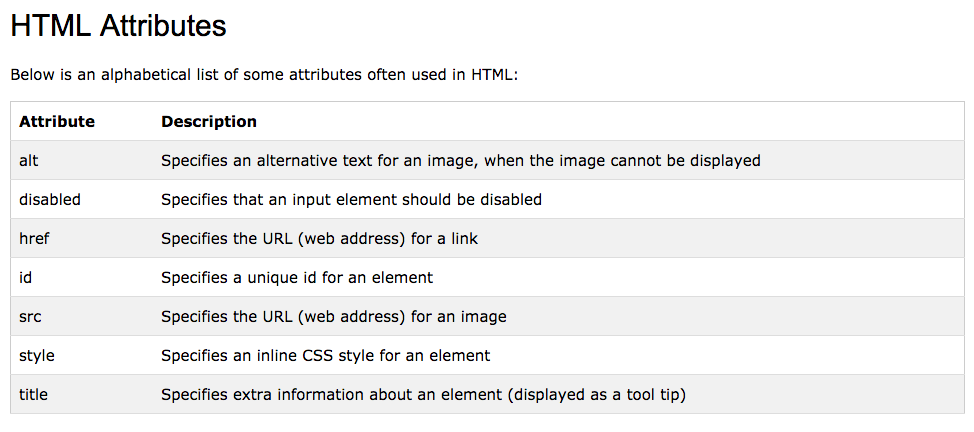 HTML Attributes
Below is an alphabetical list of some attributes often used in HTML:
Attribute Description
alt Specifies an alternative text for an image, when the image cannot be displayed
disabled Specifies that an input element should be disabled
href Specifies the URL (web address) for a link
id Specifies a unique id for an element
src Specifies the URL (web address) for an image
style Specifies an inline CSS style for an element
title Specifies extra information about an element (displayed as a tool tip)